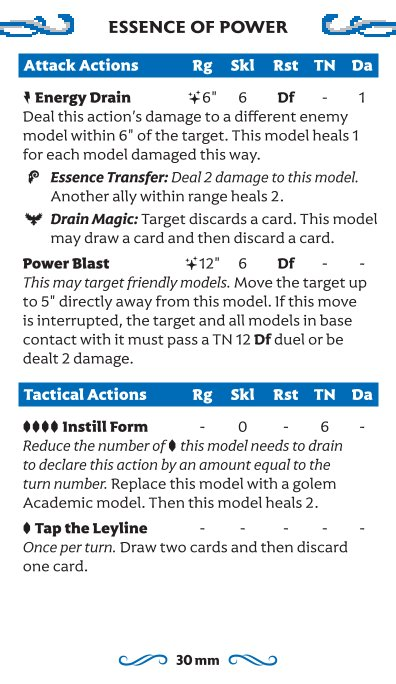 ESSENCE OF POWER
Attack Actions Rg Skl Rst TN Da
Energy Drain 6" 6 Df - 1
Deal this action's damage to a different enemy
model within 6" of the target. This model heals 1
for each model damaged this way.
Essence Transfer: Deal 2 damage to this model.
Another ally within range heals 2.
Drain Magic: Target discards a card. This model
may draw a card and then discard a card.
Power Blast 12" 6 Df - -
This may target friendly models. Move the target up
to 5" directly away from this model. If this move
is interrupted, the target and all models in base
contact with it must pass a TN 12 Df duel or be
dealt 2 damage.
Tactical Actions Rg Skl Rst TN Da
Instill Form - 0 - 6 -
Reduce the number of this model needs to drain
to declare this action by an amount equal to the
turn number. Replace this model with a golem
Academic model. Then this model heals 2.
Tap the Leyline - - - - -
Once per turn. Draw two cards and then discard
one card.
30 mm